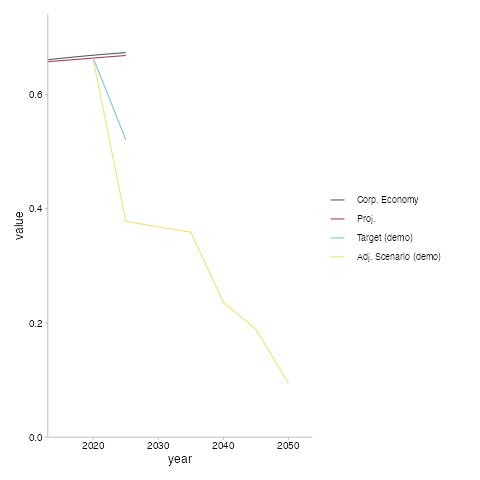 value
0.6
0.4
0.2
0.0
2020 2030 2040 2050
year
Corp. Economy
Proj.
Target (demo)
Adj. Scenario (demo)